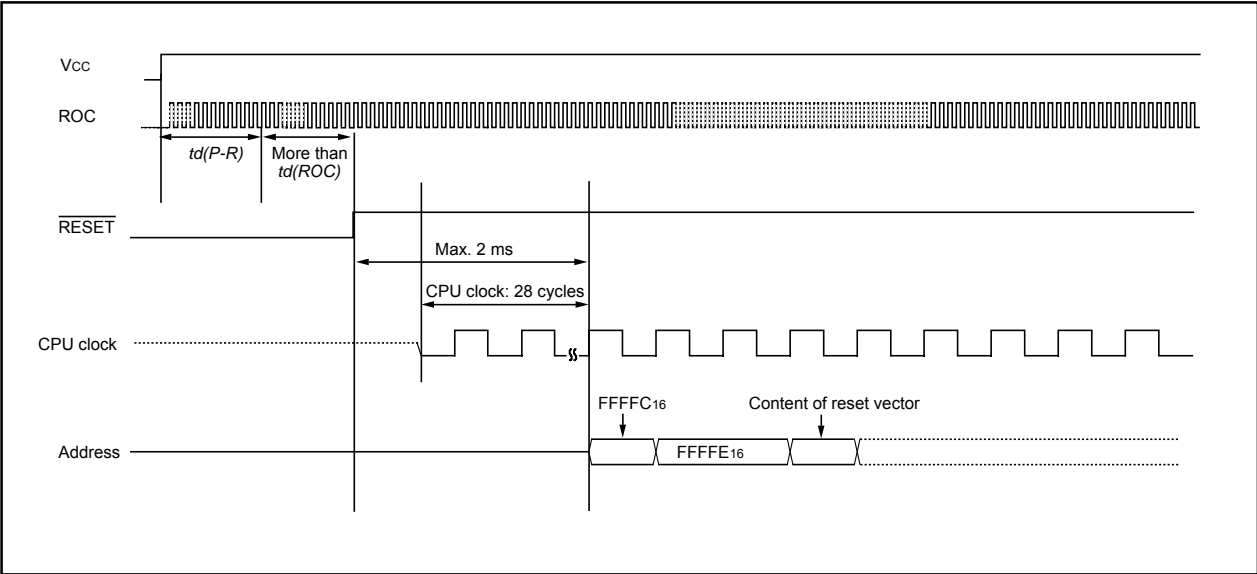 Vcc
ROC
td(P-R)
More than
td(ROC)
RESET
Max. 2 ms
CPU clock: 28 cycles
CPU clock
FFFFC16
Content of reset vector
Address
FFFFE16